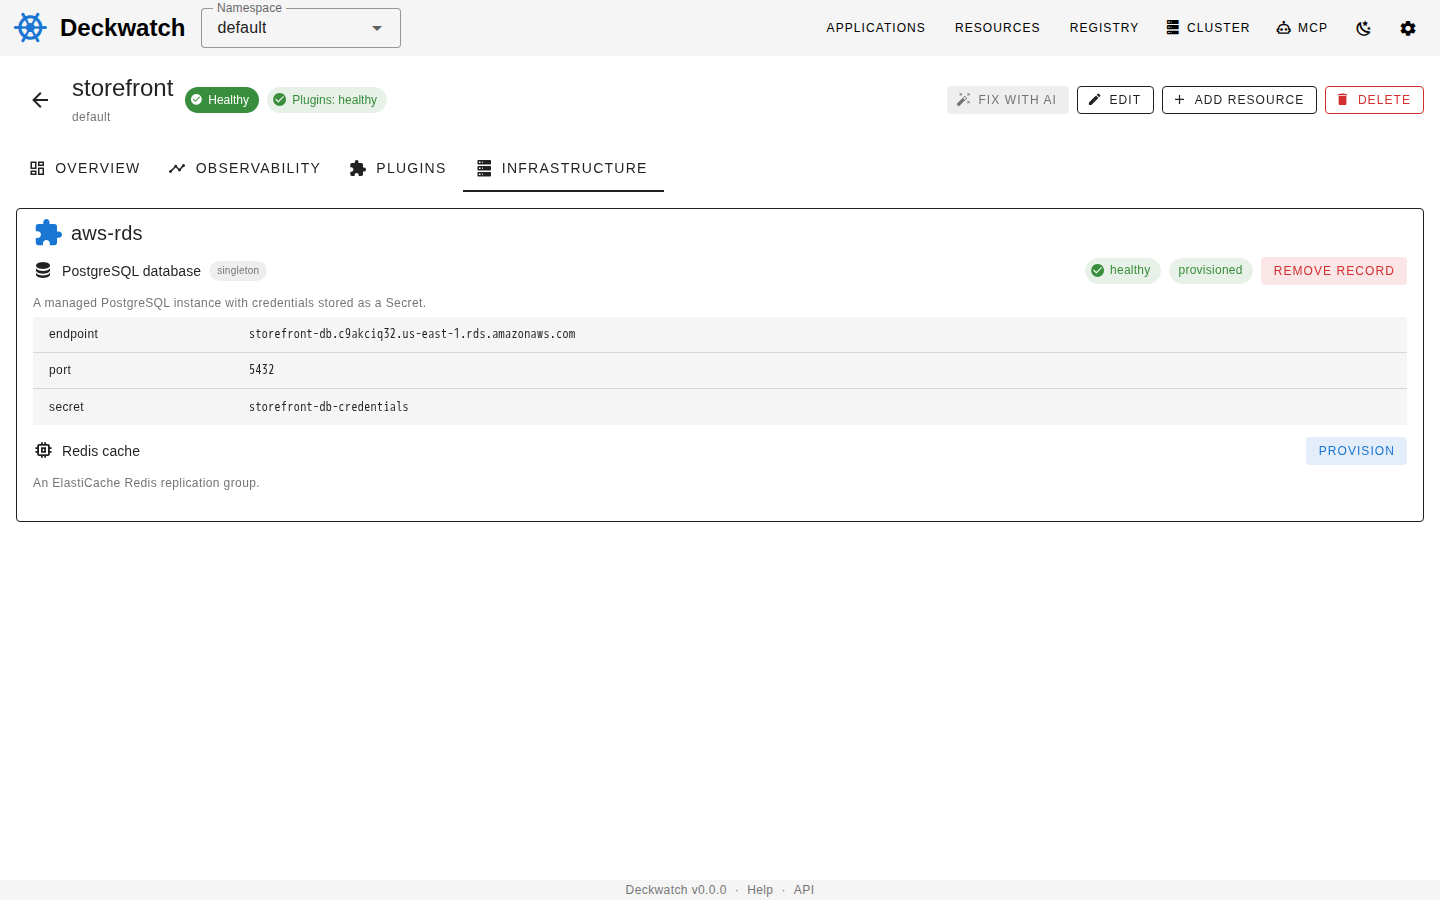 Deckwatch
Namespace
default
APPLICATIONS
RESOURCES
REGISTRY
CLUSTER
MCP
storefront
default
Healthy
Plugins: healthy
FIX WITH AI
EDIT
ADD RESOURCE
DELETE
OVERVIEW
OBSERVABILITY
PLUGINS
INFRASTRUCTURE
aws-rds
PostgreSQL database
singleton
healthy
provisioned
REMOVE RECORD
A managed PostgreSQL instance with credentials stored as a Secret.
endpoint storefront-db.c9akciq32.us-east-1.rds.amazonaws.com
port 5432
secret storefront-db-credentials
Redis cache
PROVISION
An ElastiCache Redis replication group.
Deckwatch v0.0.0 · Help · API